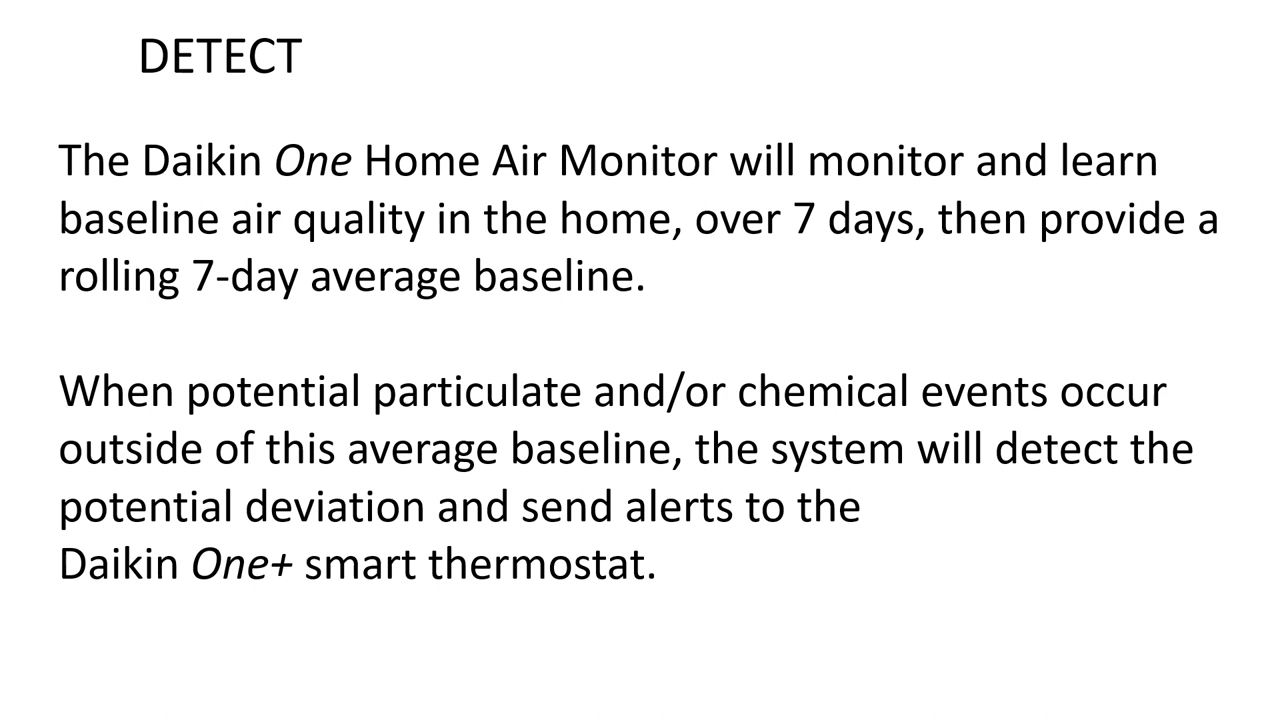 DETECT
The Daikin One Home Air Monitor will monitor and learn
baseline air quality in the home, over 7 days, then provide a
rolling 7-day average baseline.
When potential particulate and/or chemical events occur
outside of this average baseline, the system will detect the
potential deviation and send alerts to the
Daikin One+ smart thermostat.